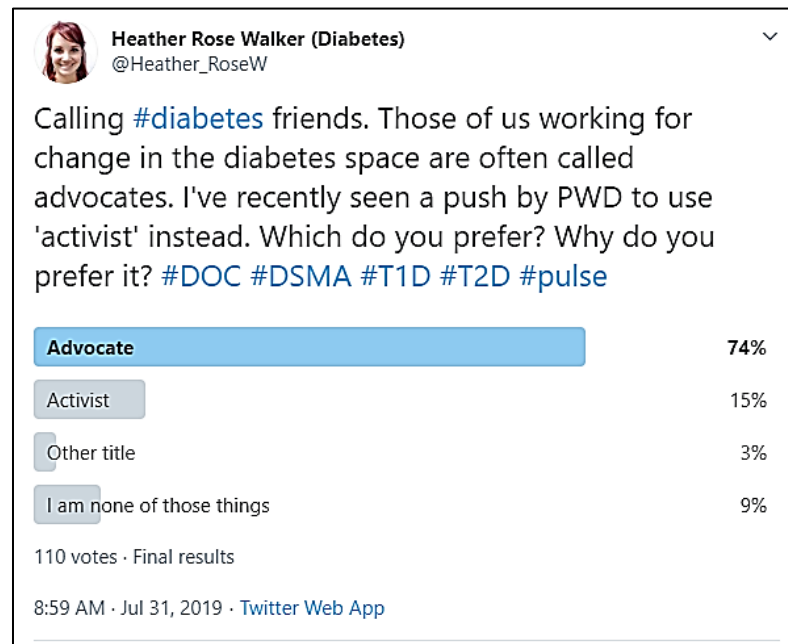 Heather Rose Walker (Diabetes)
@Heather_RoseW
Calling #diabetes friends. Those of us working for
change in the diabetes space are often called
advocates. I've recently seen a push by PWD to use
'activist' instead. Which do you prefer? Why do you
prefer it? #DOC #DSMA #T1D #T2D #pulse
Advocate 74%
Activist 15%
Other title 3%
I am none of those things 9%
110 votes · Final results
8:59 AM · Jul 31, 2019 · Twitter Web App